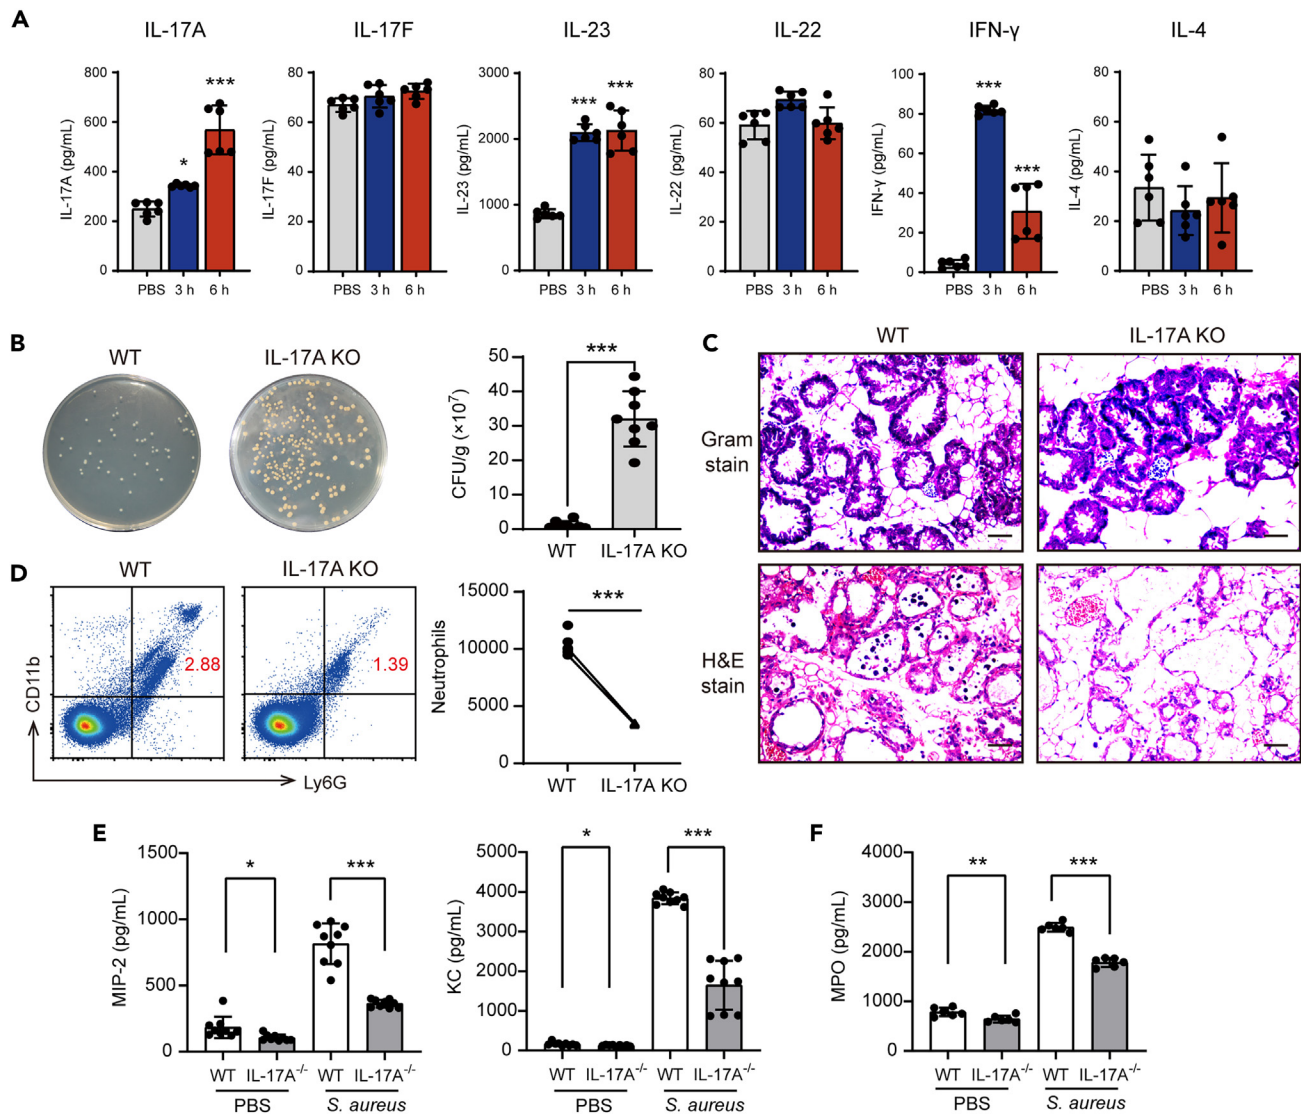 A
IL-17A
IL-17F
IL-23
IL-22
IFN-γ
IL-4
IL-17A (pg/mL)
800
600
400
200
0
*
***
PBS 3 h 6 h
IL-17F (pg/mL)
80
60
40
20
0
PBS 3 h 6 h
IL-23 (pg/mL)
3000
2000
1000
0
***
***
PBS 3 h 6 h
IL-22 (pg/mL)
80
60
40
20
0
PBS 3 h 6 h
IFN-γ (pg/mL)
100
80
60
40
20
0
***
***
PBS 3 h 6 h
IL-4 (pg/mL)
80
60
40
20
0
PBS 3 h 6 h
B
WT
IL-17A KO
CFU/g (×10⁷)
50
40
30
20
10
0
***
WT IL-17A KO
C
WT
IL-17A KO
Gram
stain
H&E
stain
D
WT
IL-17A KO
2.88
1.39
CD11b
Ly6G
Neutrophils
15000
10000
5000
0
***
WT IL-17A KO
E
MIP-2 (pg/mL)
1500
1000
500
0
*
***
WT IL-17A⁻/⁻ WT IL-17A⁻/⁻
PBS S. aureus
KC (pg/mL)
5000
4000
3000
2000
1000
0
*
***
WT IL-17A⁻/⁻ WT IL-17A⁻/⁻
PBS S. aureus
F
MPO (pg/mL)
4000
3000
2000
1000
0
**
***
WT IL-17A⁻/⁻ WT IL-17A⁻/⁻
PBS S. aureus